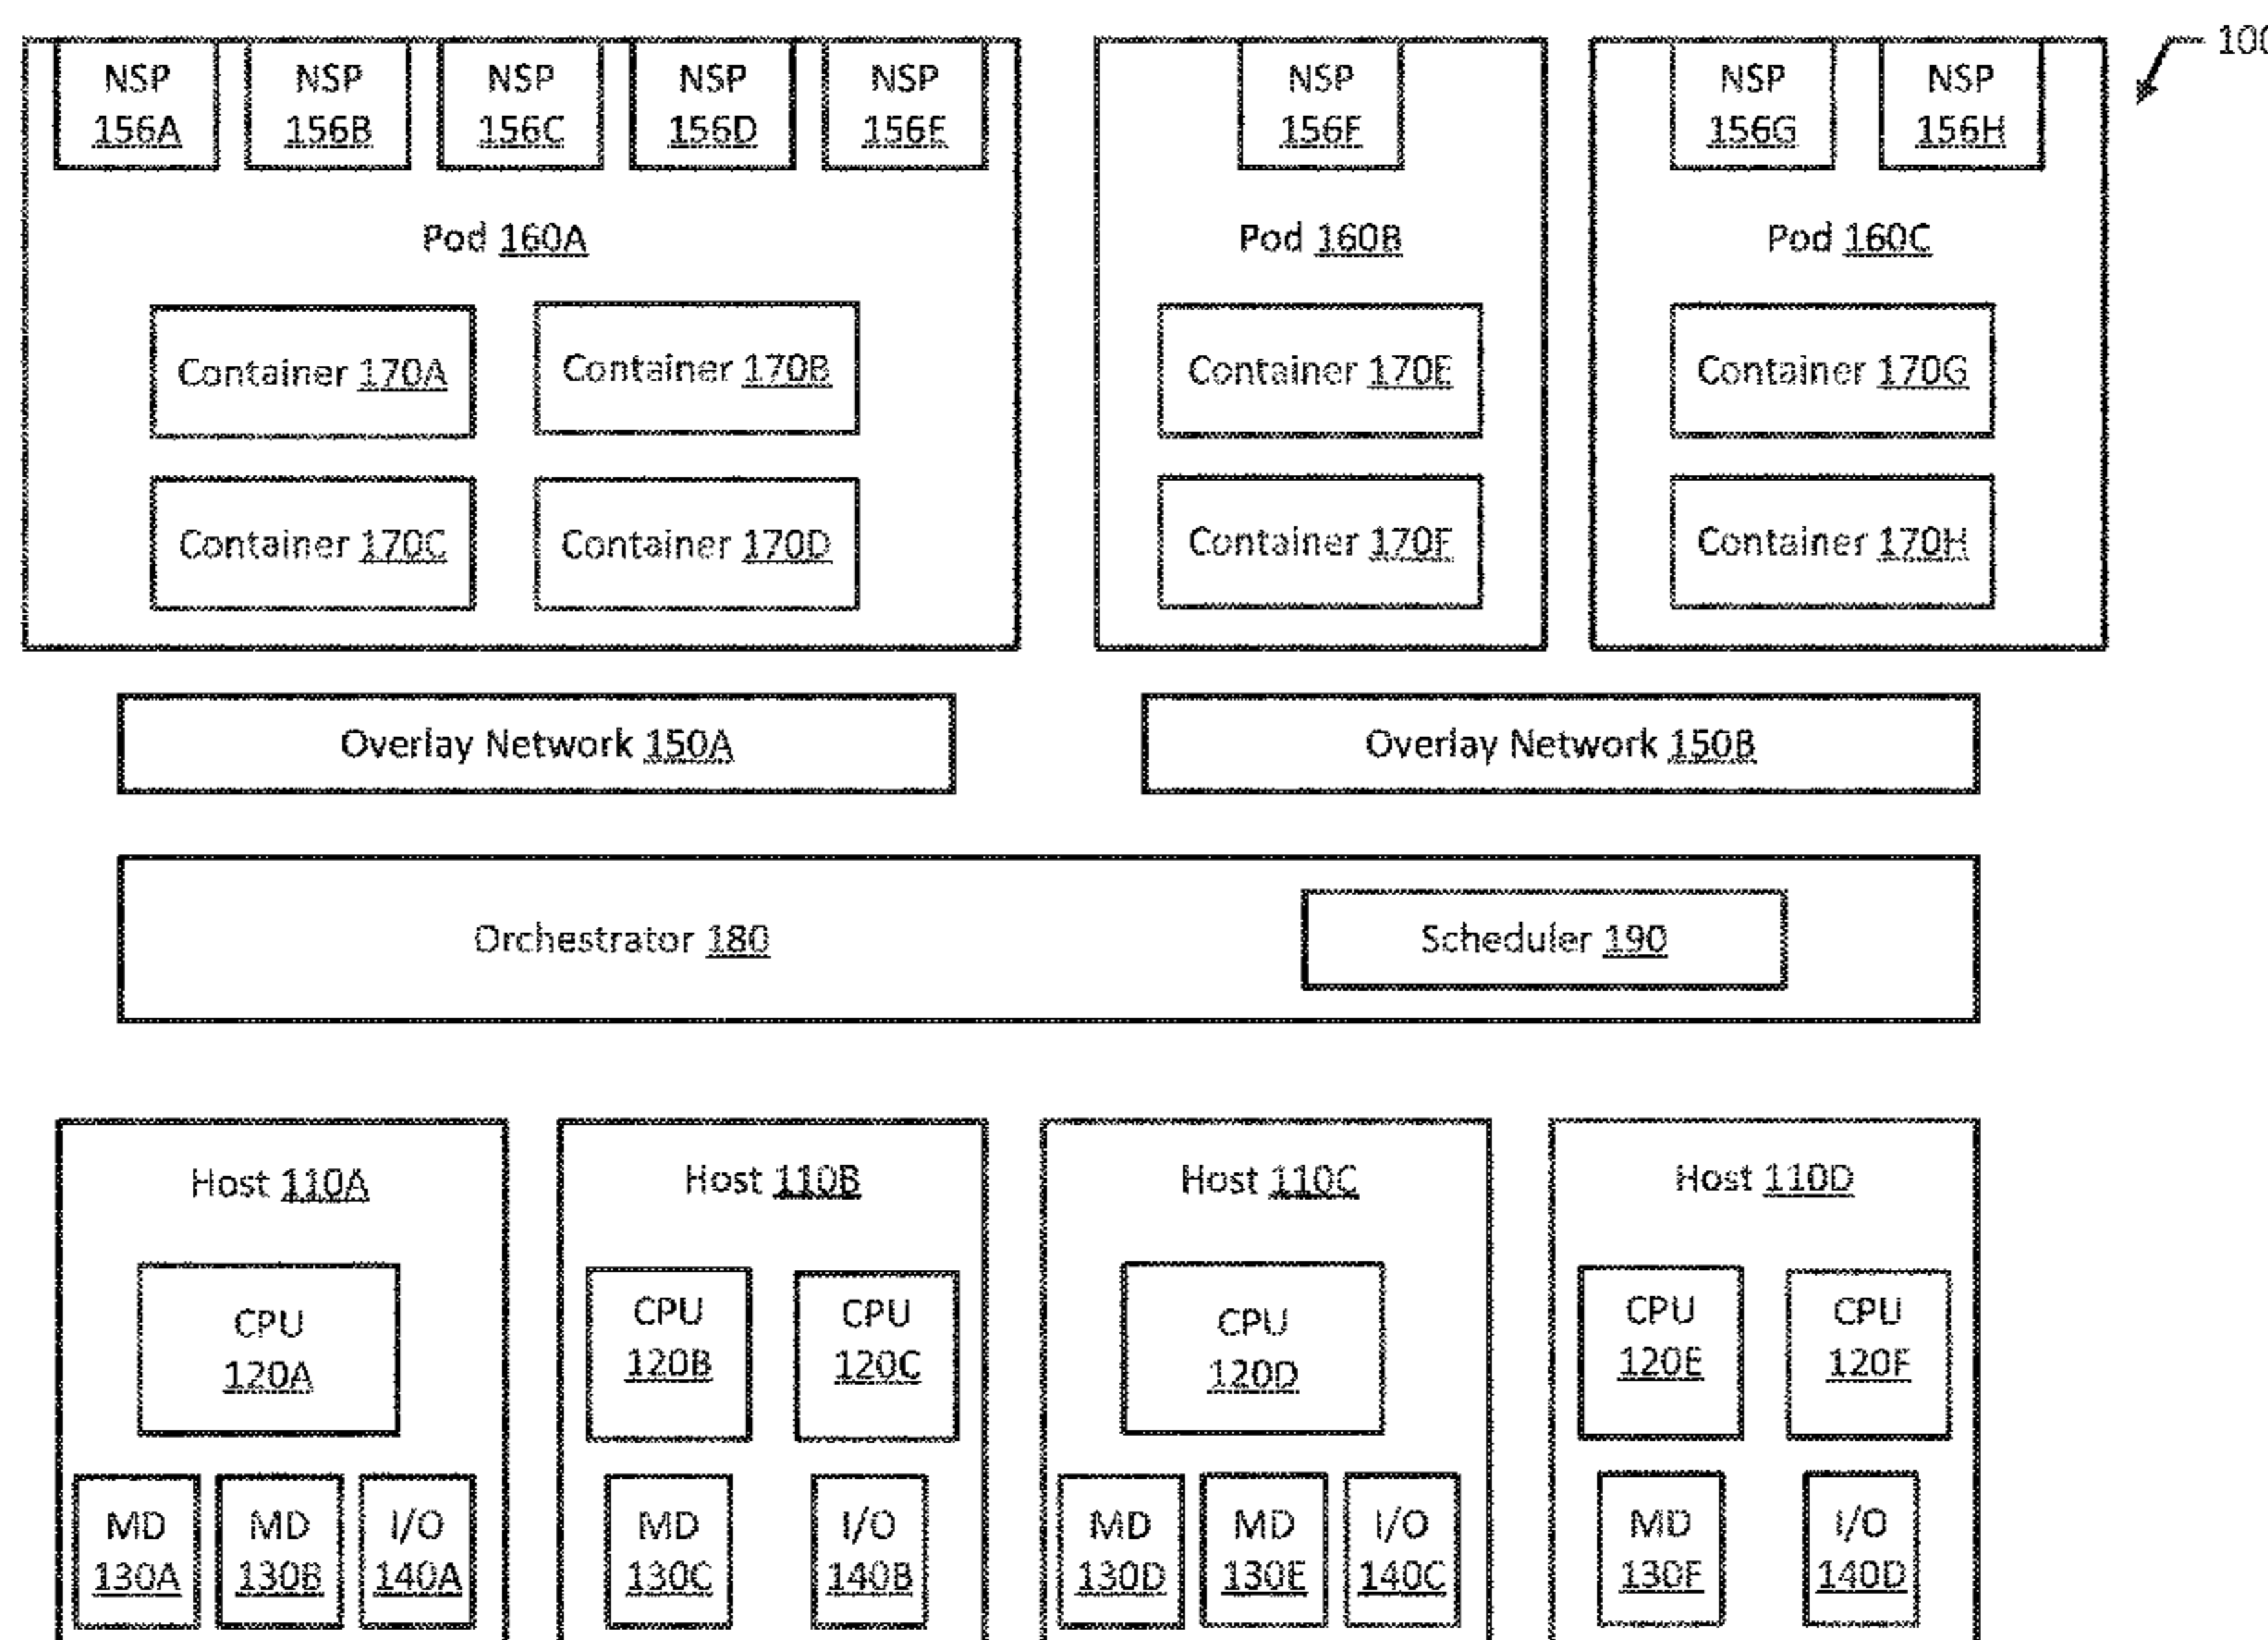 100
NSP
156A
NSP
156B
NSP
156C
NSP
156D
NSP
156E
Pod 160A
Container 170A
Container 170B
Container 170C
Container 170D
NSP
156F
Pod 160B
Container 170E
Container 170F
NSP
156G
NSP
156H
Pod 160C
Container 170G
Container 170H
Overlay Network 150A
Overlay Network 150B
Orchestrator 180
Scheduler 190
Host 110A
CPU
120A
MD
130A
MD
130B
I/O
140A
Host 110B
CPU
120B
CPU
120C
MD
130C
I/O
140B
Host 110C
CPU
120D
MD
130D
MD
130E
I/O
140C
Host 110D
CPU
120E
CPU
120F
MD
130F
I/O
140D